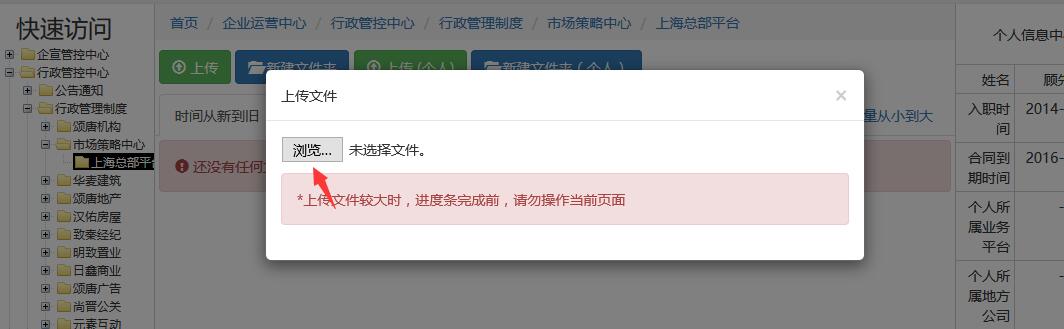 快速访问
企宣管控中心
行政管控中心
公告通知
行政管理制度
颂唐机构
市场策略中心
上海总部平台
华麦建筑
颂唐地产
汉佑房屋
致秦经纪
明致置业
日鑫商业
颂唐广告
尚晋公关
元素互动
首页 / 企业运营中心 / 行政管控中心 / 行政管理制度 / 市场策略中心 / 上海总部平台
上传 新建文件夹 上传(个人) 新建文件夹(个人)
时间从新到旧
量从小到大
还没有任何
上传文件 ×
浏览... 未选择文件。
*上传文件较大时，进度条完成前，请勿操作当前页面
个人信息中
姓名 顾
入职时间 2014-
合同到期时间 2016-
个人所属业务平台 -
个人所属地方公司 -